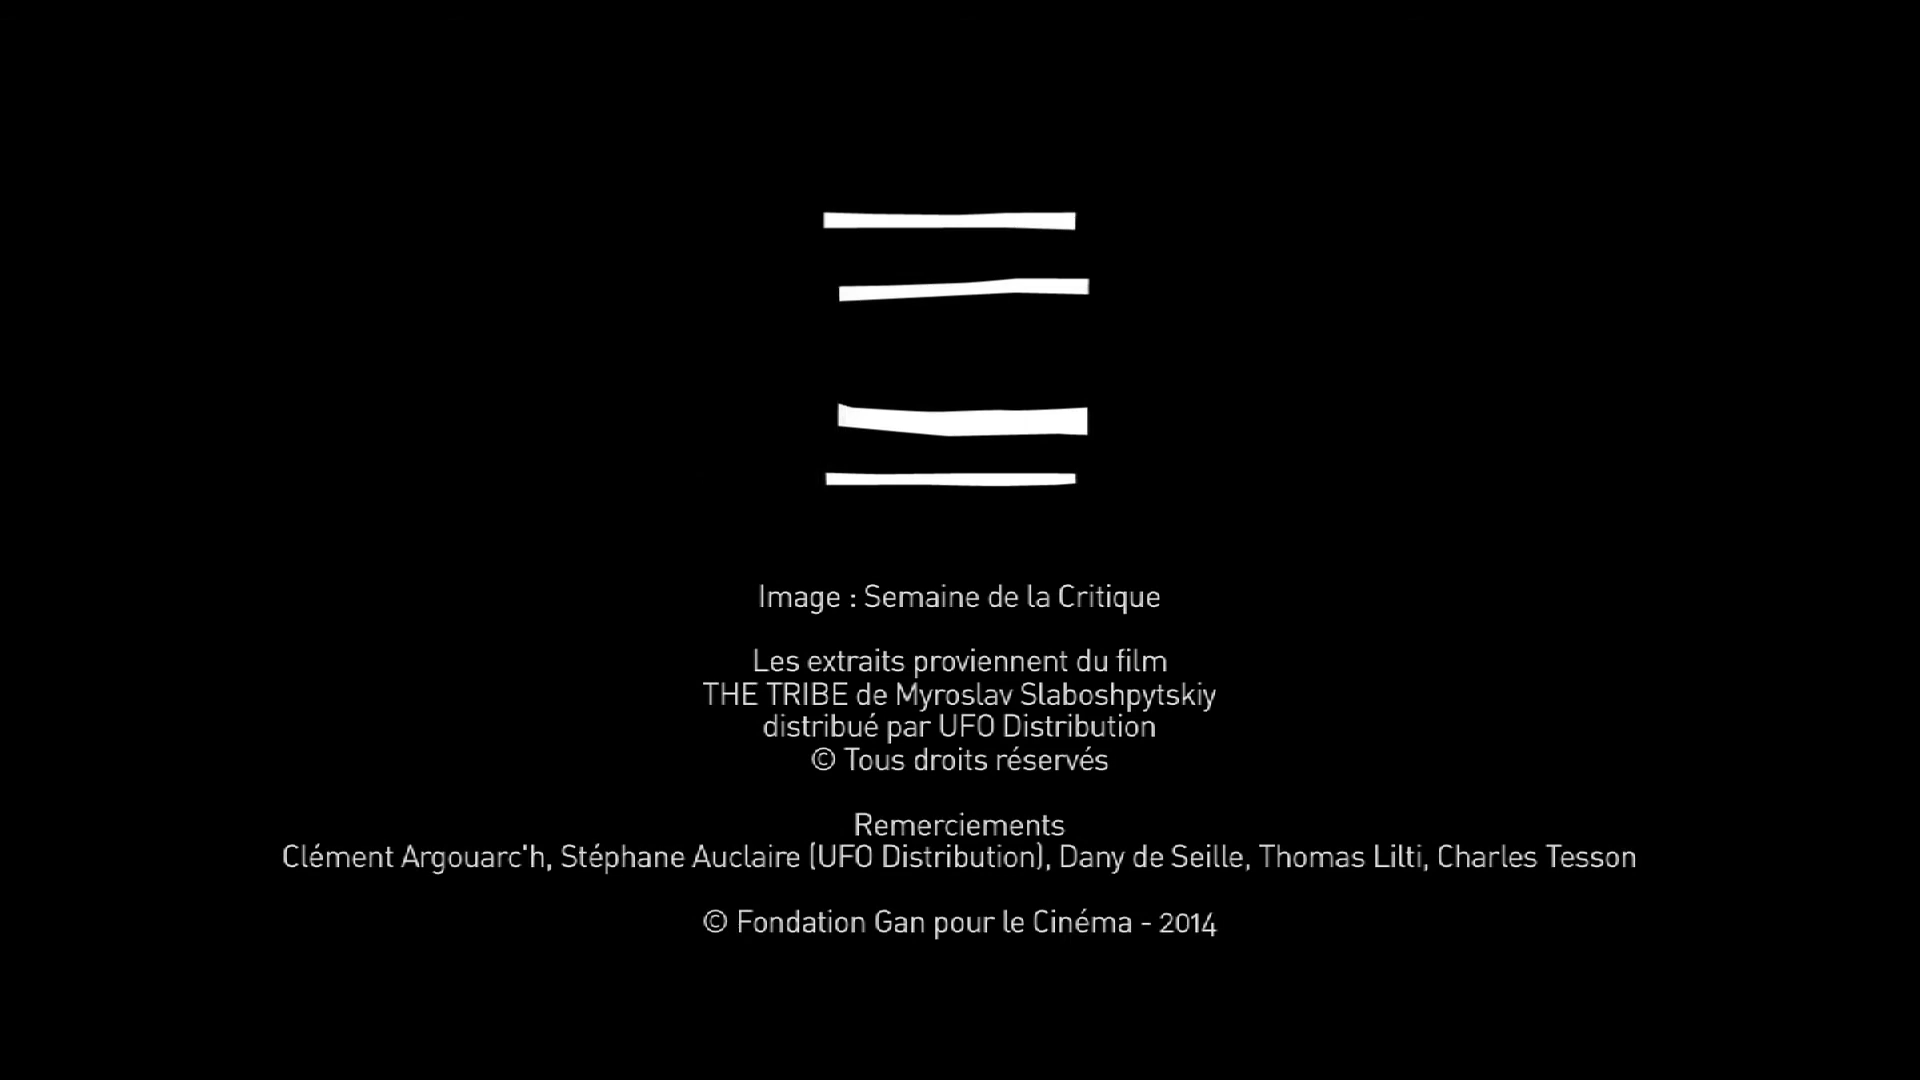 Image : Semaine de la Critique
Les extraits proviennent du film
THE TRIBE de Myroslav Slaboshpytskiy
distribué par UFO Distribution
© Tous droits réservés
Remerciements
Clément Argouarc'h, Stéphane Auclaire (UFO Distribution), Dany de Seille, Thomas Lilti, Charles Tesson
© Fondation Gan pour le Cinéma - 2014